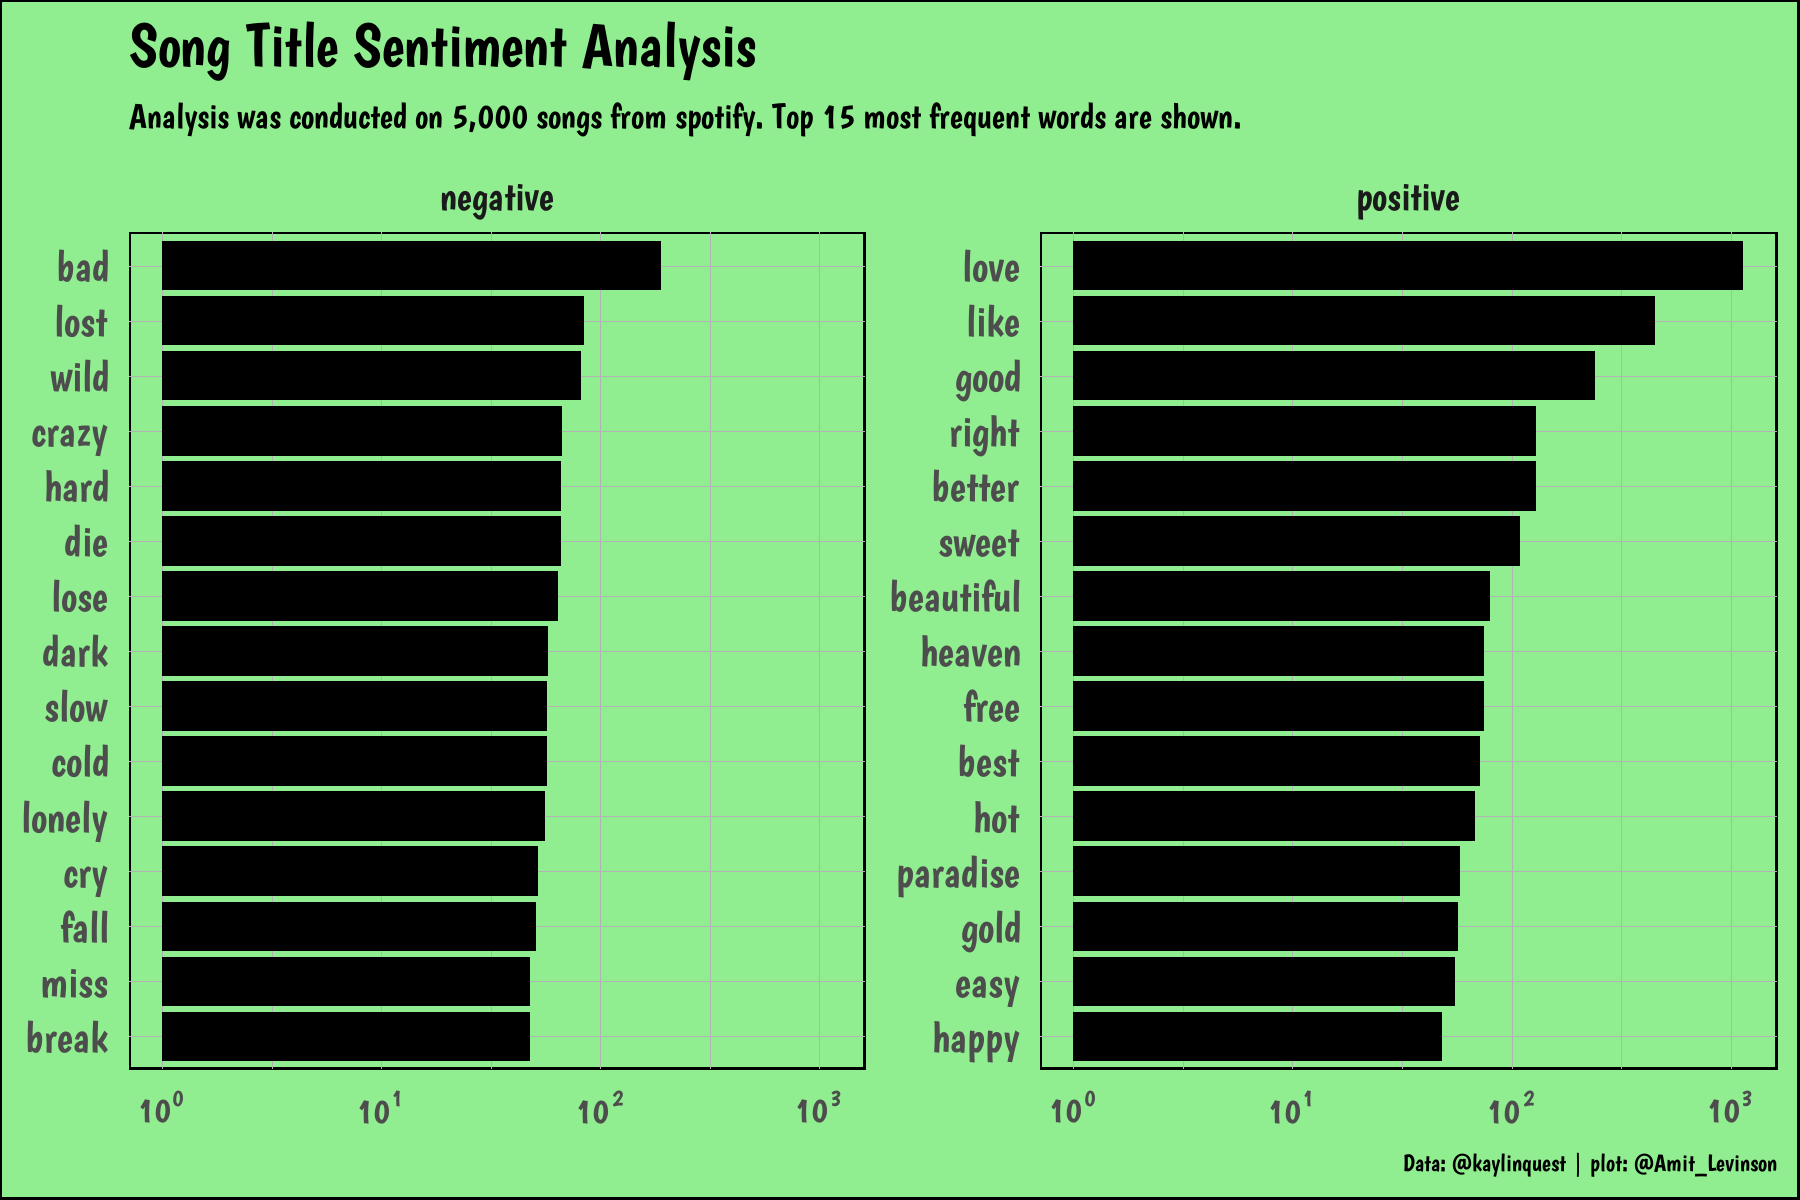 Song Title Sentiment Analysis
Analysis was conducted on 5,000 songs from spotify. Top 15 most frequent words are shown.
negative
bad
lost
wild
crazy
hard
die
lose
dark
slow
cold
lonely
cry
fall
miss
break
10⁰ 10¹ 10² 10³
positive
love
like
good
right
better
sweet
beautiful
heaven
free
best
hot
paradise
gold
easy
happy
10⁰ 10¹ 10² 10³
Data: @kaylinquest | plot: @Amit_Levinson